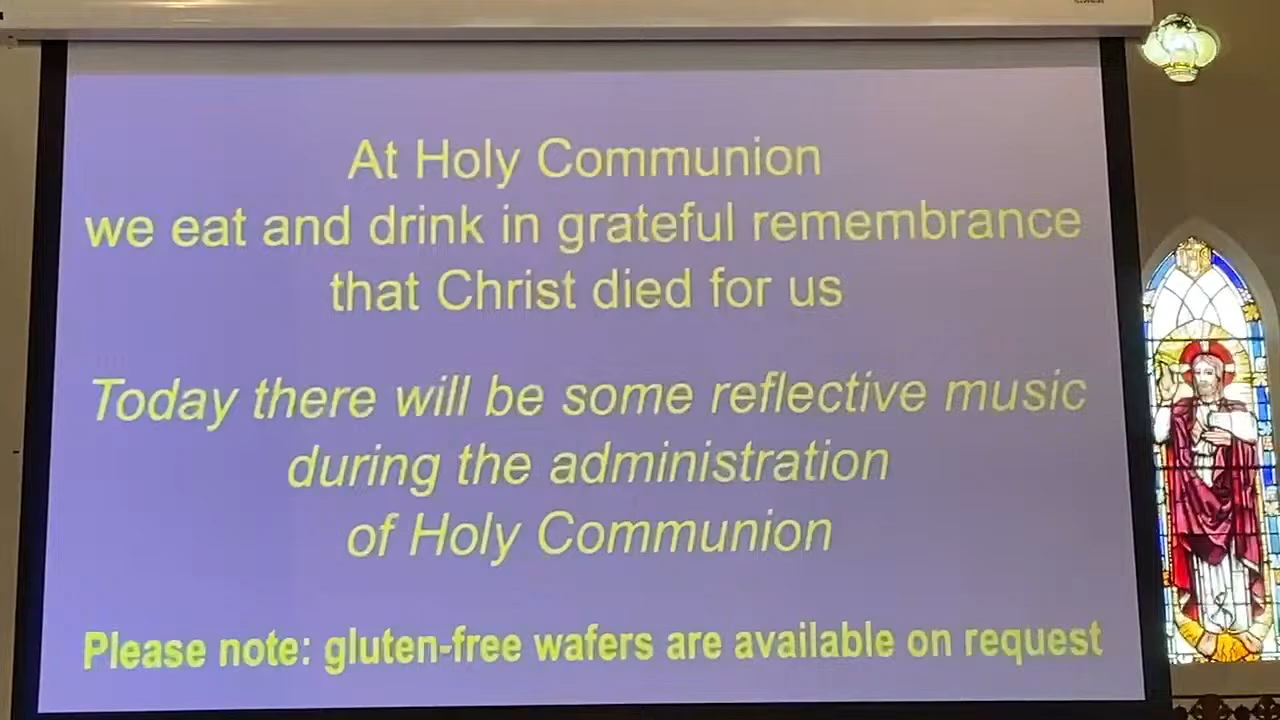 At Holy Communion
we eat and drink in grateful remembrance
that Christ died for us
Today there will be some reflective music
during the administration
of Holy Communion
Please note: gluten-free wafers are available on request